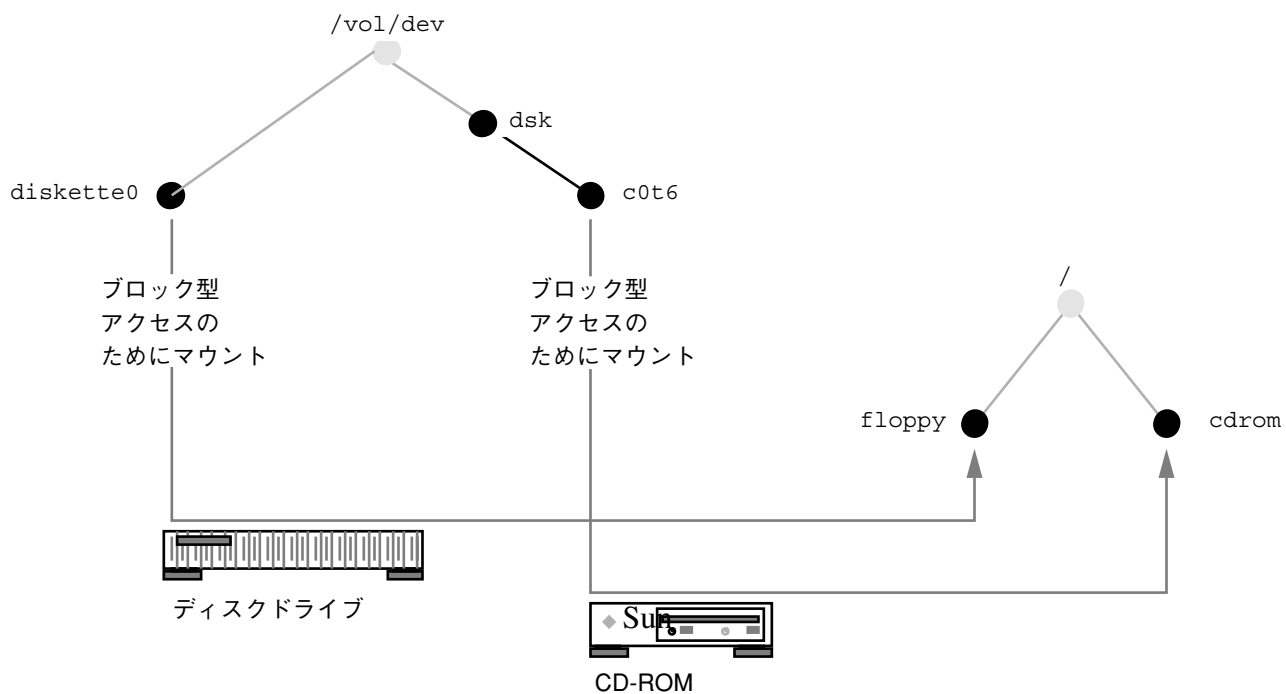 /vol/dev
dsk
diskette0
c0t6
ブロック型
アクセスの
ためにマウント
ブロック型
アクセスの
ためにマウント
/
floppy
cdrom
ディスクドライブ
Sun
CD-ROM